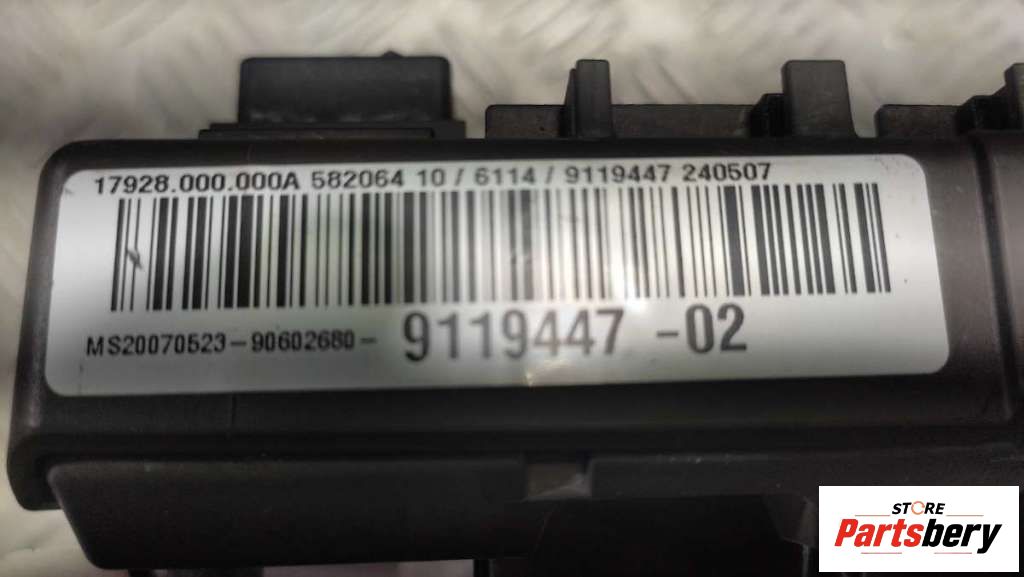 17928.000.000A 582064 10 / 6114 / 9119447 240507
MS20070523-90602680- 9119447 -02
STORE
Partsbery